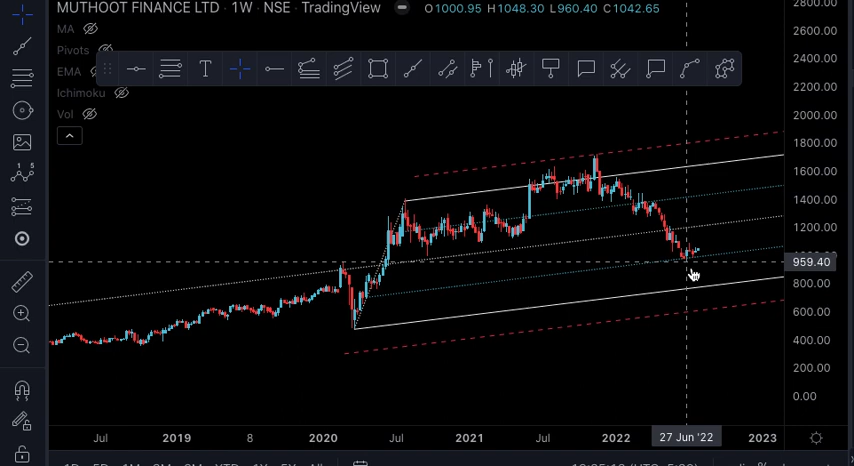 MUTHOOT FINANCE LTD · 1W · NSE · TradingView O1000.95 H1048.30 L960.40 C1042.65
MA
Pivots
EMA
Ichimoku
Vol
2800.00
2600.00
2400.00
2200.00
2000.00
1800.00
1600.00
1400.00
1200.00
959.40
800.00
600.00
400.00
200.00
0.00
Jul 2019 8 2020 Jul 2021 Jul 2022 27 Jun '22 2023